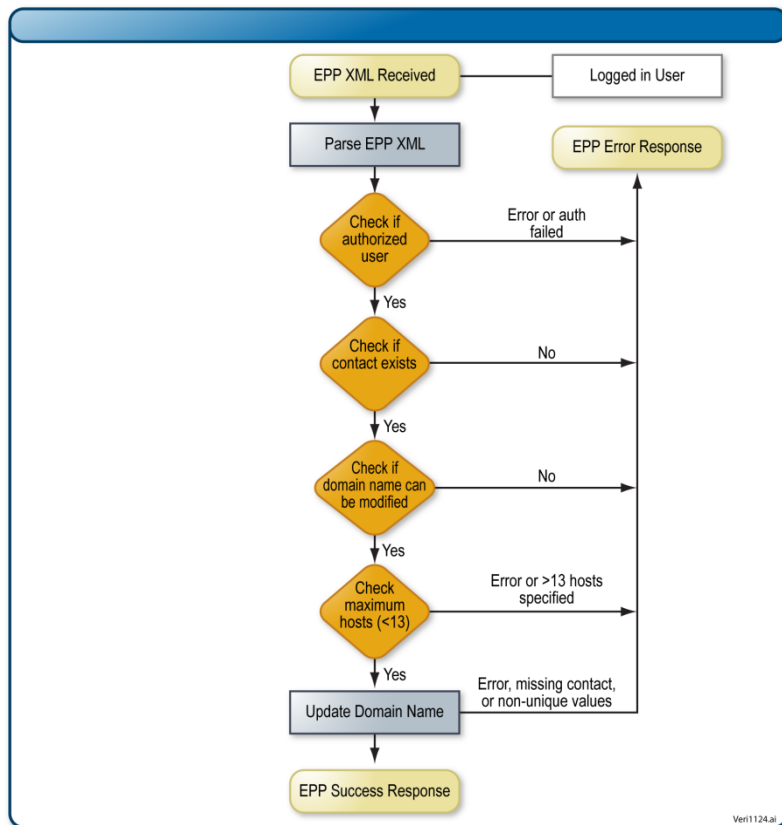 EPP XML Received
Logged in User
Parse EPP XML
EPP Error Response
Check if
authorized
user
Error or auth
failed
Yes
Check if
contact exists
No
Yes
Check if
domain name can
be modified
No
Yes
Check
maximum
hosts (<13)
Error or >13 hosts
specified
Yes
Update Domain Name
Error, missing contact,
or non-unique values
EPP Success Response
Veri1124.ai